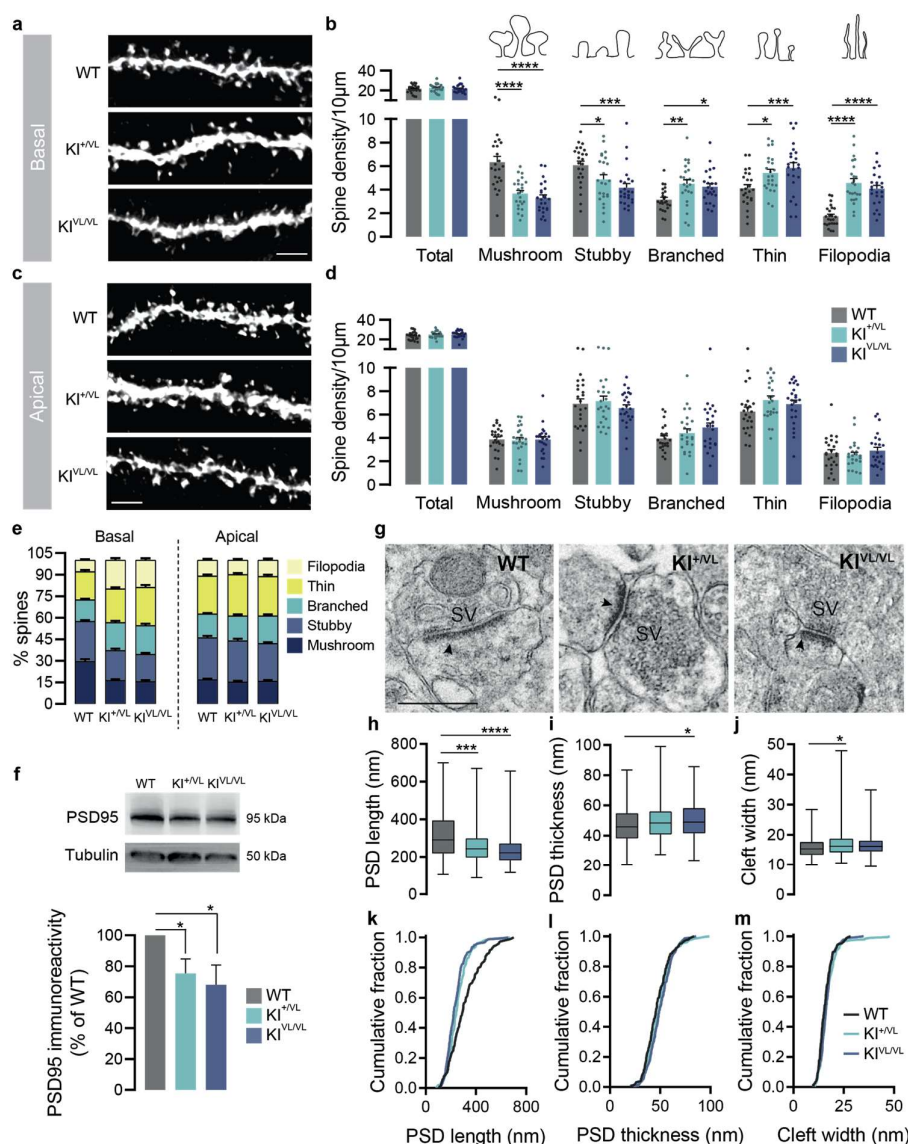 a
Basal
WT
KI+/VL
KIVL/VL
b
Spine density/10µm
40
20
10
8
6
4
2
0
****
****
***
*
*
**
***
*
****
****
Total Mushroom Stubby Branched Thin Filopodia
c
Apical
WT
KI+/VL
KIVL/VL
d
Spine density/10µm
40
20
10
8
6
4
2
0
WT
KI+/VL
KIVL/VL
Total Mushroom Stubby Branched Thin Filopodia
e
Basal Apical
% spines
105
90
75
60
45
30
15
0
WT KI+/VL KIVL/VL WT KI+/VL KIVL/VL
Filopodia
Thin
Branched
Stubby
Mushroom
f
WT KI+/VL KIVL/VL
PSD95 95 kDa
Tubulin 50 kDa
PSD95 immunoreactivity
(% of WT)
100
80
60
40
20
0
*
*
WT
KI+/VL
KIVL/VL
g
WT
SV
KI+/VL
SV
KIVL/VL
SV
h
PSD length (nm)
800
600
400
200
0
****
***
i
PSD thickness (nm)
150
100
50
0
*
j
Cleft width (nm)
50
40
30
20
10
0
*
k
Cumulative fraction
1.0
0.8
0.6
0.4
0.2
0.0
0 400 800
PSD length (nm)
l
Cumulative fraction
1.0
0.8
0.6
0.4
0.2
0.0
0 50 100
PSD thickness (nm)
m
Cumulative fraction
1.0
0.8
0.6
0.4
0.2
0.0
0 25 50
Cleft width (nm)
WT
KI+/VL
KIVL/VL